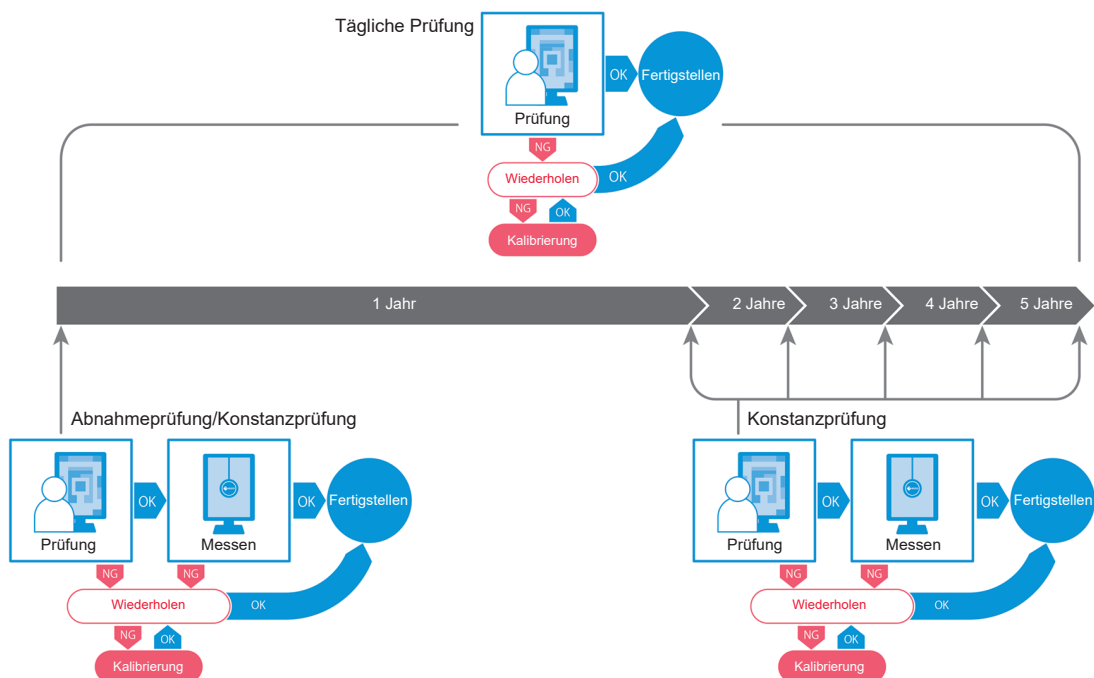 Tägliche Prüfung
Prüfung
OK
Fertigstellen
NG
Wiederholen
OK
NG
OK
Kalibrierung
1 Jahr
2 Jahre
3 Jahre
4 Jahre
5 Jahre
Abnahmeprüfung/Konstanzprüfung
Prüfung
OK
Messen
OK
Fertigstellen
NG
NG
Wiederholen
OK
NG
OK
Kalibrierung
Konstanzprüfung
Prüfung
OK
Messen
OK
Fertigstellen
NG
NG
Wiederholen
OK
NG
OK
Kalibrierung